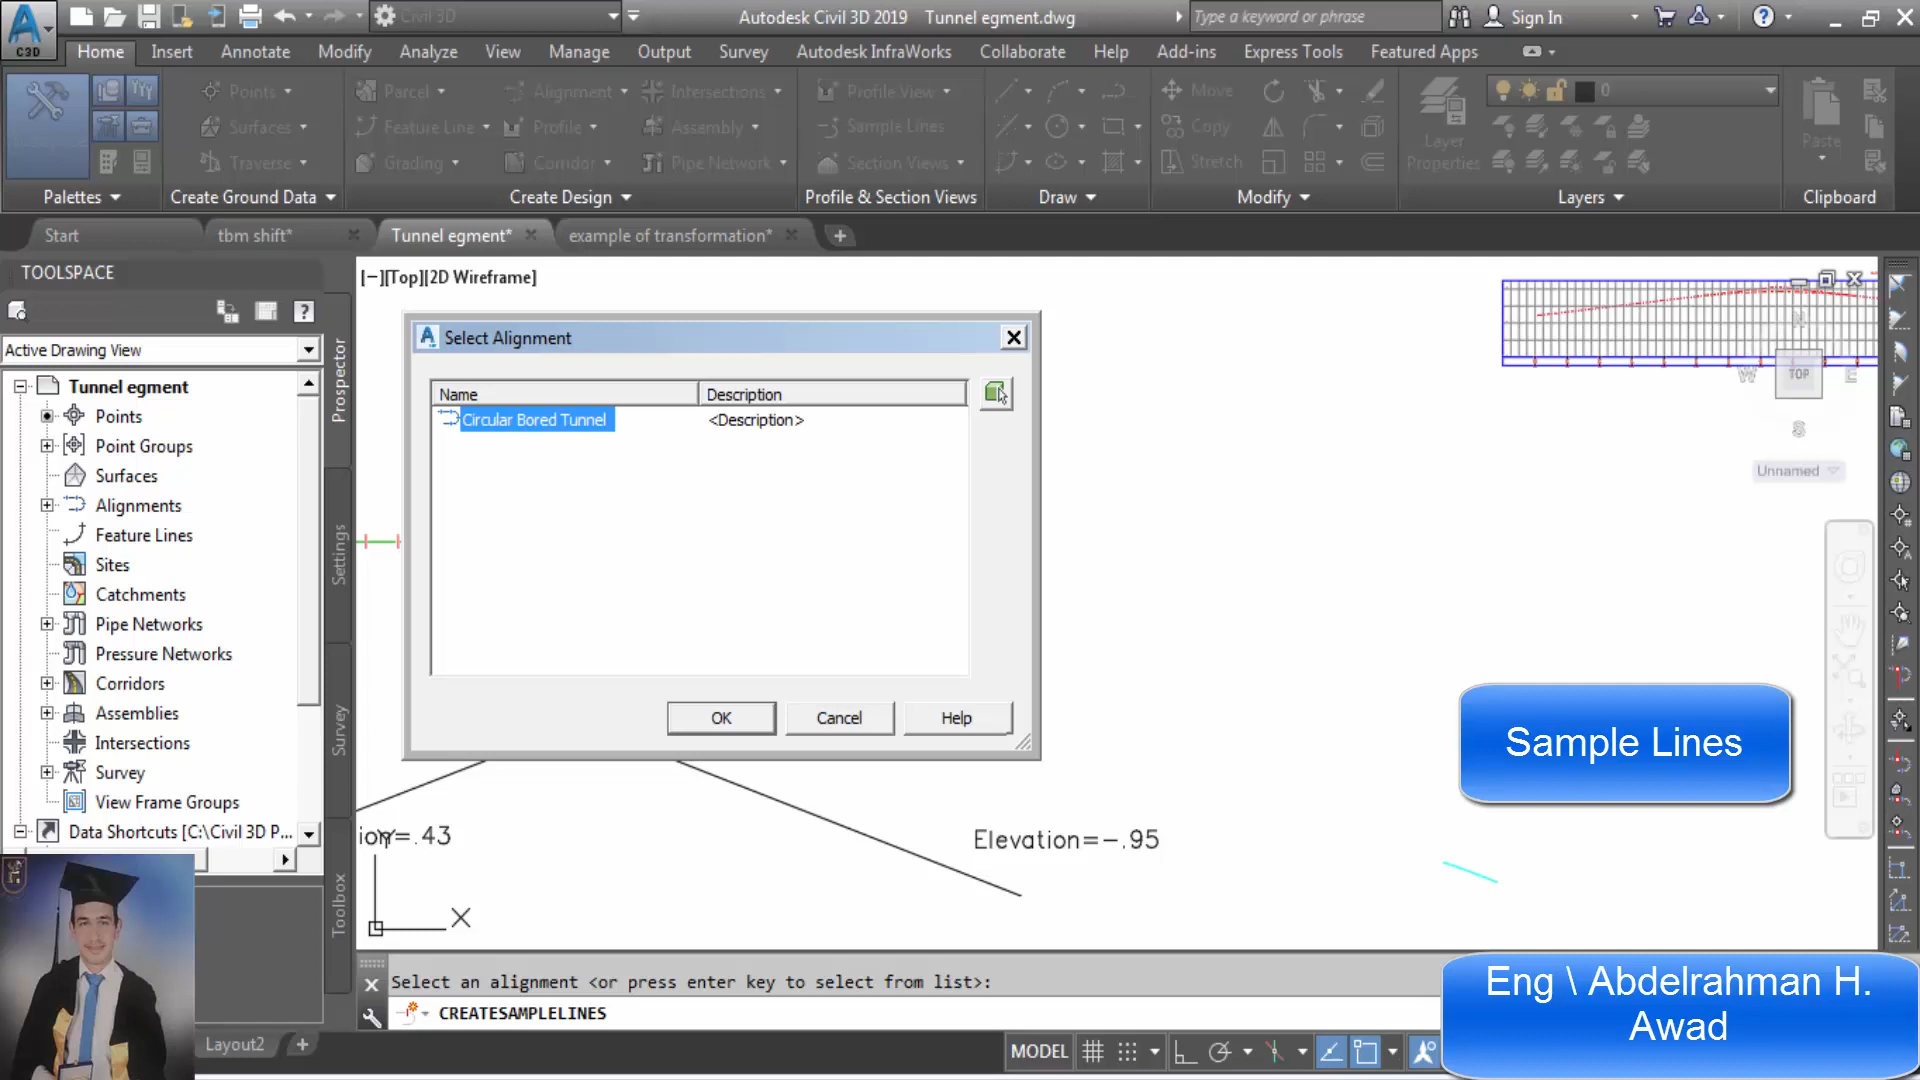 C3D
Civil 3D
Autodesk Civil 3D 2019 Tunnel egment.dwg
Type a keyword or phrase
Sign In
Home Insert Annotate Modify Analyze View Manage Output Survey Autodesk InfraWorks Collaborate Help Add-ins Express Tools Featured Apps
Points Parcel Alignment Intersections Profile View Move 0
Surfaces Feature Line Profile Assembly Sample Lines Copy Layer Properties Paste
Traverse Grading Corridor Pipe Network Section Views Stretch
Palettes Create Ground Data Create Design Profile & Section Views Draw Modify Layers Clipboard
Start tbm shift* Tunnel egment* example of transformation*
TOOLSPACE
Active Drawing View
Tunnel egment
Points
Point Groups
Surfaces
Alignments
Feature Lines
Sites
Catchments
Pipe Networks
Pressure Networks
Corridors
Assemblies
Intersections
Survey
View Frame Groups
Data Shortcuts [C:\Civil 3D P...
Prospector
Settings
Survey
Toolbox
[−][Top][2D Wireframe]
Select Alignment
Name Description
Circular Bored Tunnel <Description>
OK Cancel Help
N
W TOP E
S
Unnamed
Sample Lines
ion=.43
Elevation=−.95
Y
X
Select an alignment <or press enter key to select from list>:
CREATESAMPLELINES
Eng \ Abdelrahman H.
Awad
Layout2
MODEL